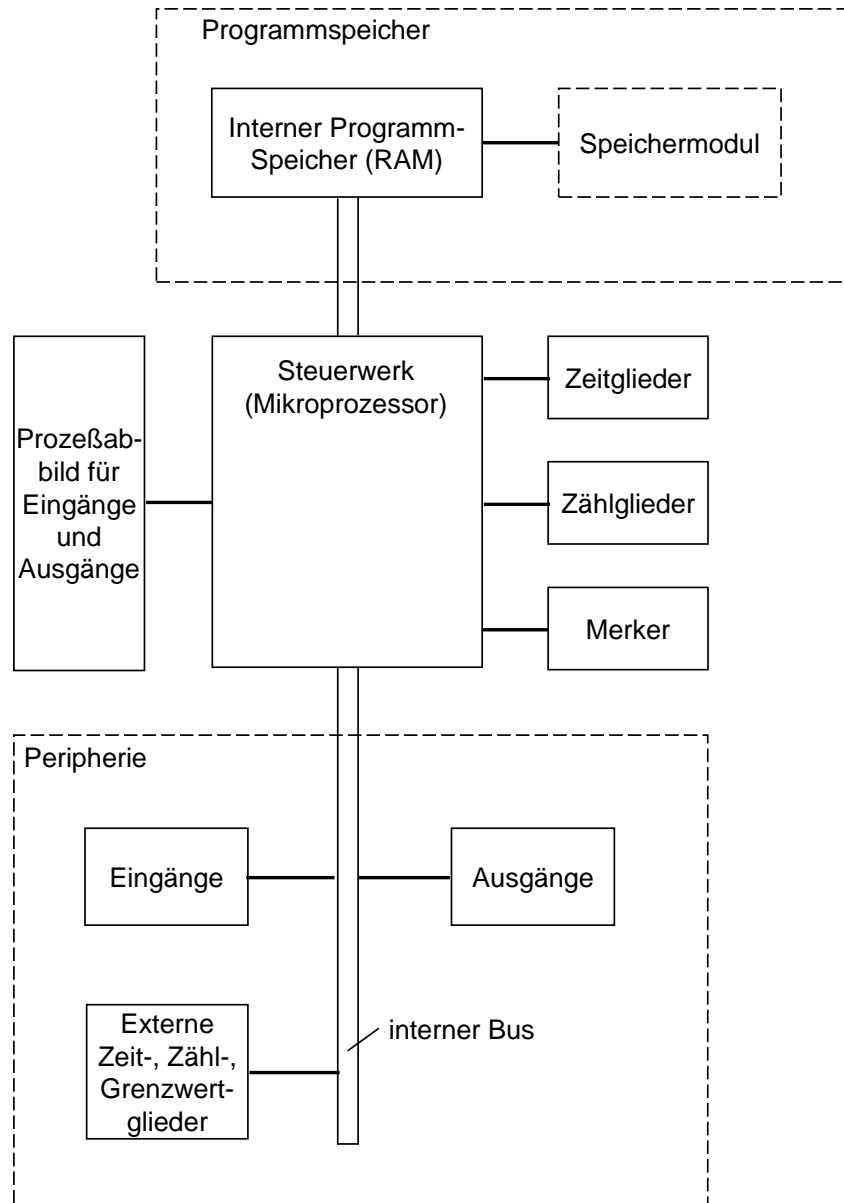 Programmspeicher
Interner Programm-
Speicher (RAM)
Speichermodul
Steuerwerk
(Mikroprozessor)
Zeitglieder
Prozeßab-
bild für
Eingänge
und
Ausgänge
Zählglieder
Merker
Peripherie
Eingänge
Ausgänge
Externe
Zeit-, Zähl-,
Grenzwert-
glieder
interner Bus